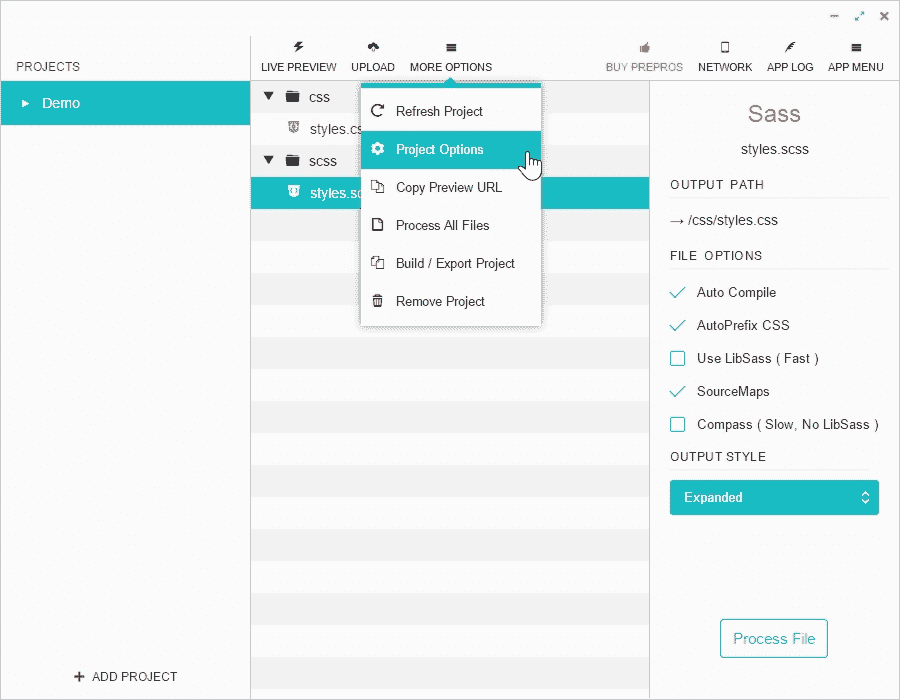 PROJECTS
Demo
ADD PROJECT
LIVE PREVIEW UPLOAD MORE OPTIONS BUY PREPROS NETWORK APP LOG APP MENU
css
styles.cs
scss
styles.sc
Refresh Project
Project Options
Copy Preview URL
Process All Files
Build / Export Project
Remove Project
Sass
styles.scss
OUTPUT PATH
→ /css/styles.css
FILE OPTIONS
Auto Compile
AutoPrefix CSS
Use LibSass ( Fast )
SourceMaps
Compass ( Slow, No LibSass )
OUTPUT STYLE
Expanded
Process File